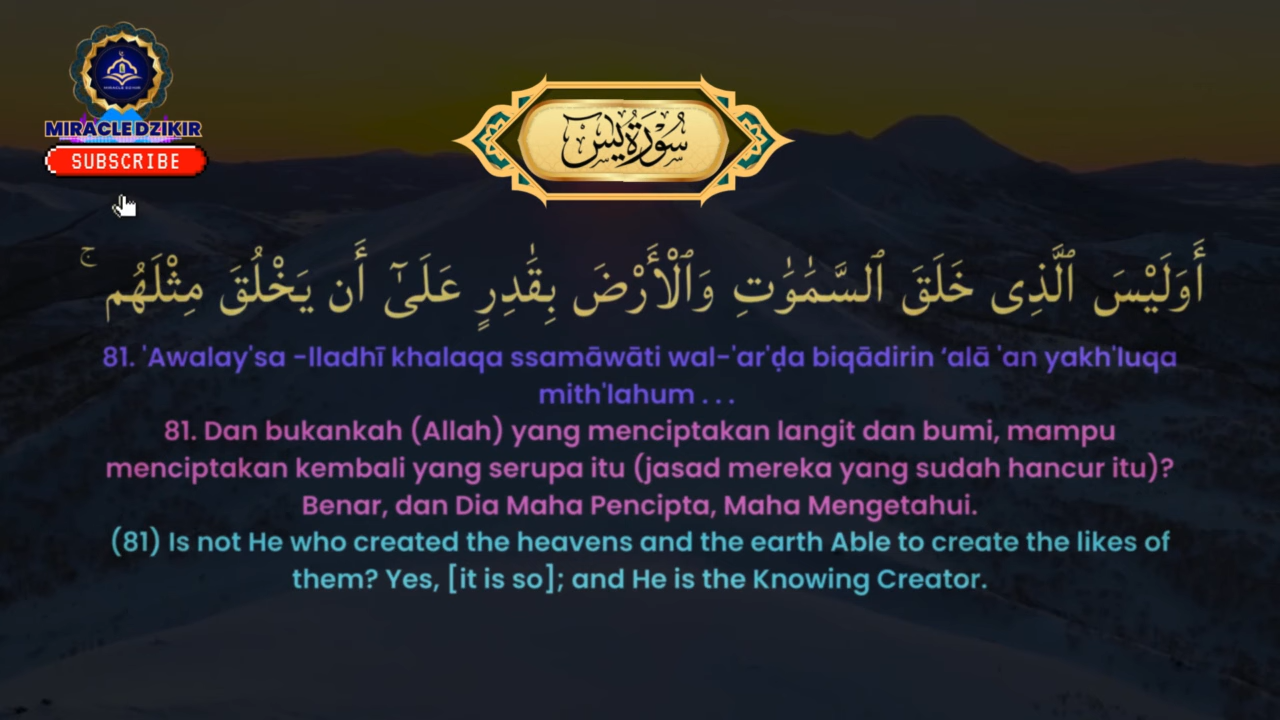 MIRACLE DZIKIR
MIRACLEDZIKIR
SUBSCRIBE
سُوْرَةُ يٰسٓ
أَوَلَيْسَ ٱلَّذِى خَلَقَ ٱلسَّمَٰوَٰتِ وَٱلْأَرْضَ بِقَٰدِرٍ عَلَىٰٓ أَن يَخْلُقَ مِثْلَهُم ۚ
81. 'Awalay'sa -lladhī khalaqa ssamāwāti wal-'ar'ḍa biqādirin ‘alā 'an yakh'luqa
mith'lahum . . .
81. Dan bukankah (Allah) yang menciptakan langit dan bumi, mampu
menciptakan kembali yang serupa itu (jasad mereka yang sudah hancur itu)?
Benar, dan Dia Maha Pencipta, Maha Mengetahui.
(81) Is not He who created the heavens and the earth Able to create the likes of
them? Yes, [it is so]; and He is the Knowing Creator.